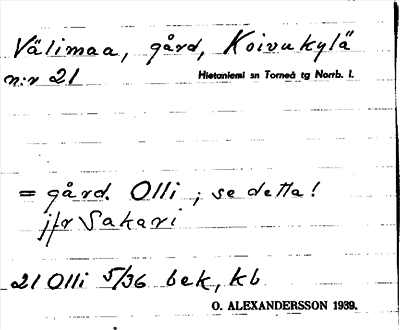 Välimaa, gård, Koivukylä
n:r 21 Hietaniemi sn Torneå tg Norrb. l.
= gård. Olli ; se detta!
jfr Sakari
21 Olli 5/36 bek, kb
O. ALEXANDERSSON 1939.